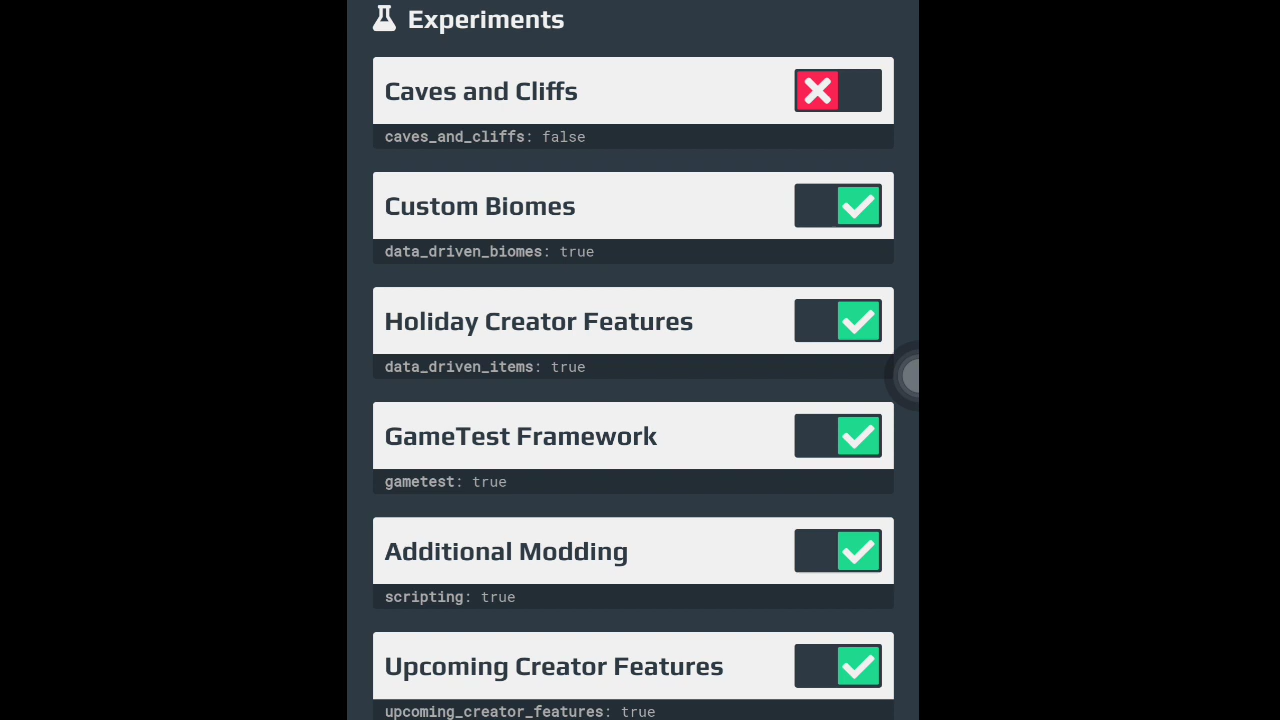 Experiments
Caves and Cliffs
caves_and_cliffs: false
Custom Biomes
data_driven_biomes: true
Holiday Creator Features
data_driven_items: true
GameTest Framework
gametest: true
Additional Modding
scripting: true
Upcoming Creator Features
upcoming_creator_features: true